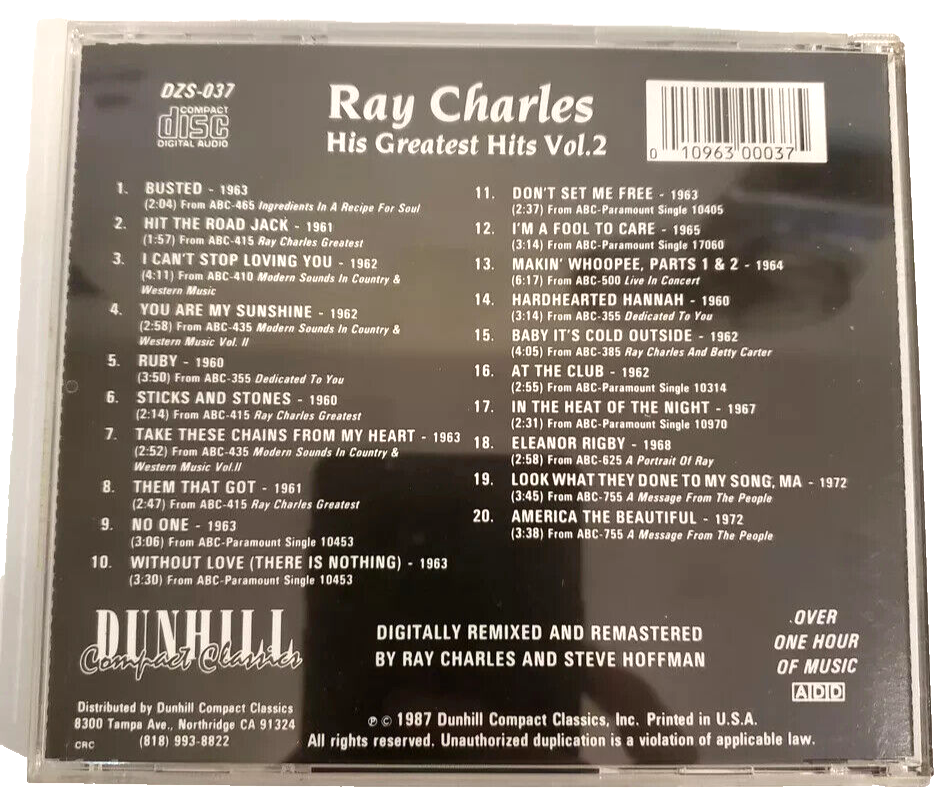 DZS-037
COMPACT
disc
DIGITAL AUDIO
Ray Charles
His Greatest Hits Vol.2
0 10963 00037
1. BUSTED - 1963
(2:04) From ABC-465 Ingredients In A Recipe For Soul
2. HIT THE ROAD JACK - 1961
(1:57) From ABC-415 Ray Charles Greatest
3. I CAN'T STOP LOVING YOU - 1962
(4:11) From ABC-410 Modern Sounds In Country &
Western Music
4. YOU ARE MY SUNSHINE - 1962
(2:58) From ABC-435 Modern Sounds In Country &
Western Music Vol. II
5. RUBY - 1960
(3:50) From ABC-355 Dedicated To You
6. STICKS AND STONES - 1960
(2:14) From ABC-415 Ray Charles Greatest
7. TAKE THESE CHAINS FROM MY HEART - 1963
(2:52) From ABC-435 Modern Sounds In Country &
Western Music Vol.II
8. THEM THAT GOT - 1961
(2:47) From ABC-415 Ray Charles Greatest
9. NO ONE - 1963
(3:06) From ABC-Paramount Single 10453
10. WITHOUT LOVE (THERE IS NOTHING) - 1963
(3:30) From ABC-Paramount Single 10453
11. DON'T SET ME FREE - 1963
(2:37) From ABC-Paramount Single 10405
12. I'M A FOOL TO CARE - 1965
(3:14) From ABC-Paramount Single 17060
13. MAKIN' WHOOPEE, PARTS 1 & 2 - 1964
(6:17) From ABC-500 Live In Concert
14. HARDHEARTED HANNAH - 1960
(3:14) From ABC-355 Dedicated To You
15. BABY IT'S COLD OUTSIDE - 1962
(4:05) From ABC-385 Ray Charles And Betty Carter
16. AT THE CLUB - 1962
(2:55) From ABC-Paramount Single 10314
17. IN THE HEAT OF THE NIGHT - 1967
(2:31) From ABC-Paramount Single 10970
18. ELEANOR RIGBY - 1968
(2:58) From ABC-625 A Portrait Of Ray
19. LOOK WHAT THEY DONE TO MY SONG, MA - 1972
(3:45) From ABC-755 A Message From The People
20. AMERICA THE BEAUTIFUL - 1972
(3:38) From ABC-755 A Message From The People
DUNHILL
Compact Classics
Distributed by Dunhill Compact Classics
8300 Tampa Ave., Northridge CA 91324
(818) 993-8822
CRC
DIGITALLY REMIXED AND REMASTERED
BY RAY CHARLES AND STEVE HOFFMAN
OVER
ONE HOUR
OF MUSIC
ADD
℗ © 1987 Dunhill Compact Classics, Inc. Printed in U.S.A.
All rights reserved. Unauthorized duplication is a violation of applicable law.